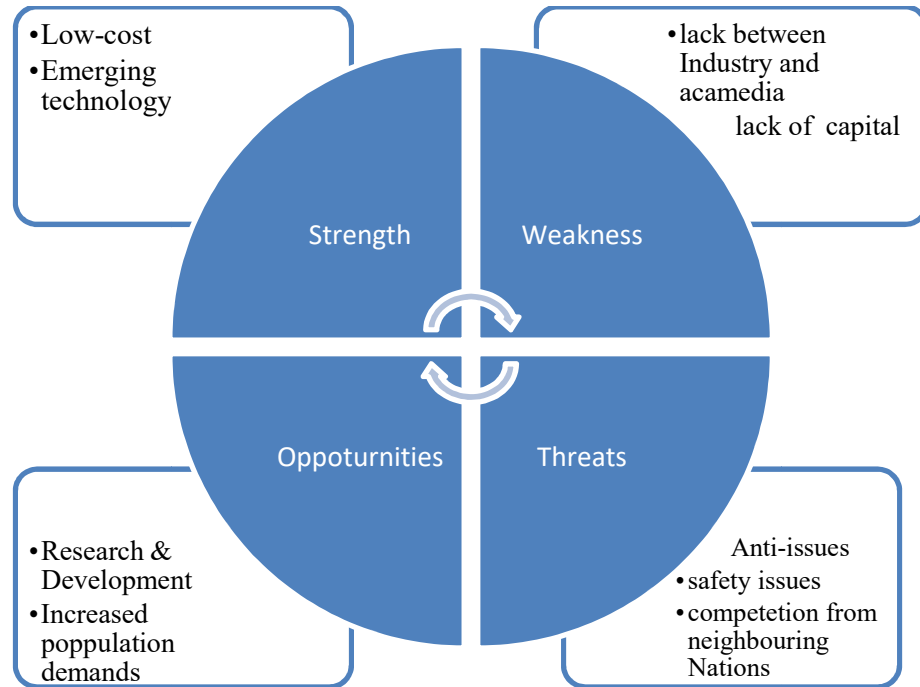 •Low-cost
•Emerging
technology
•lack between
Industry and
acamedia
lack of capital
Strength
Weakness
Oppoturnities
Threats
•Research &
Development
•Increased
poppulation
demands
Anti-issues
•safety issues
•competetion from
neighbouring
Nations